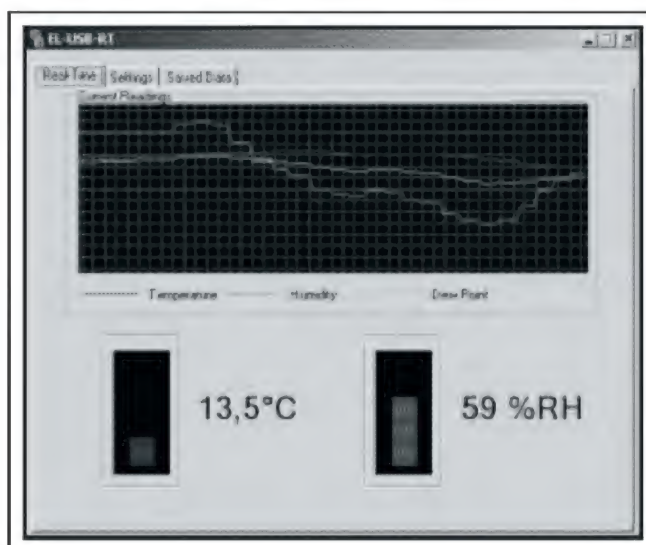 EL-USB-RT
Real Time Settings Saved Data
Current Readings
Temperature Humidity Dew Point
13,5°C 59 %RH